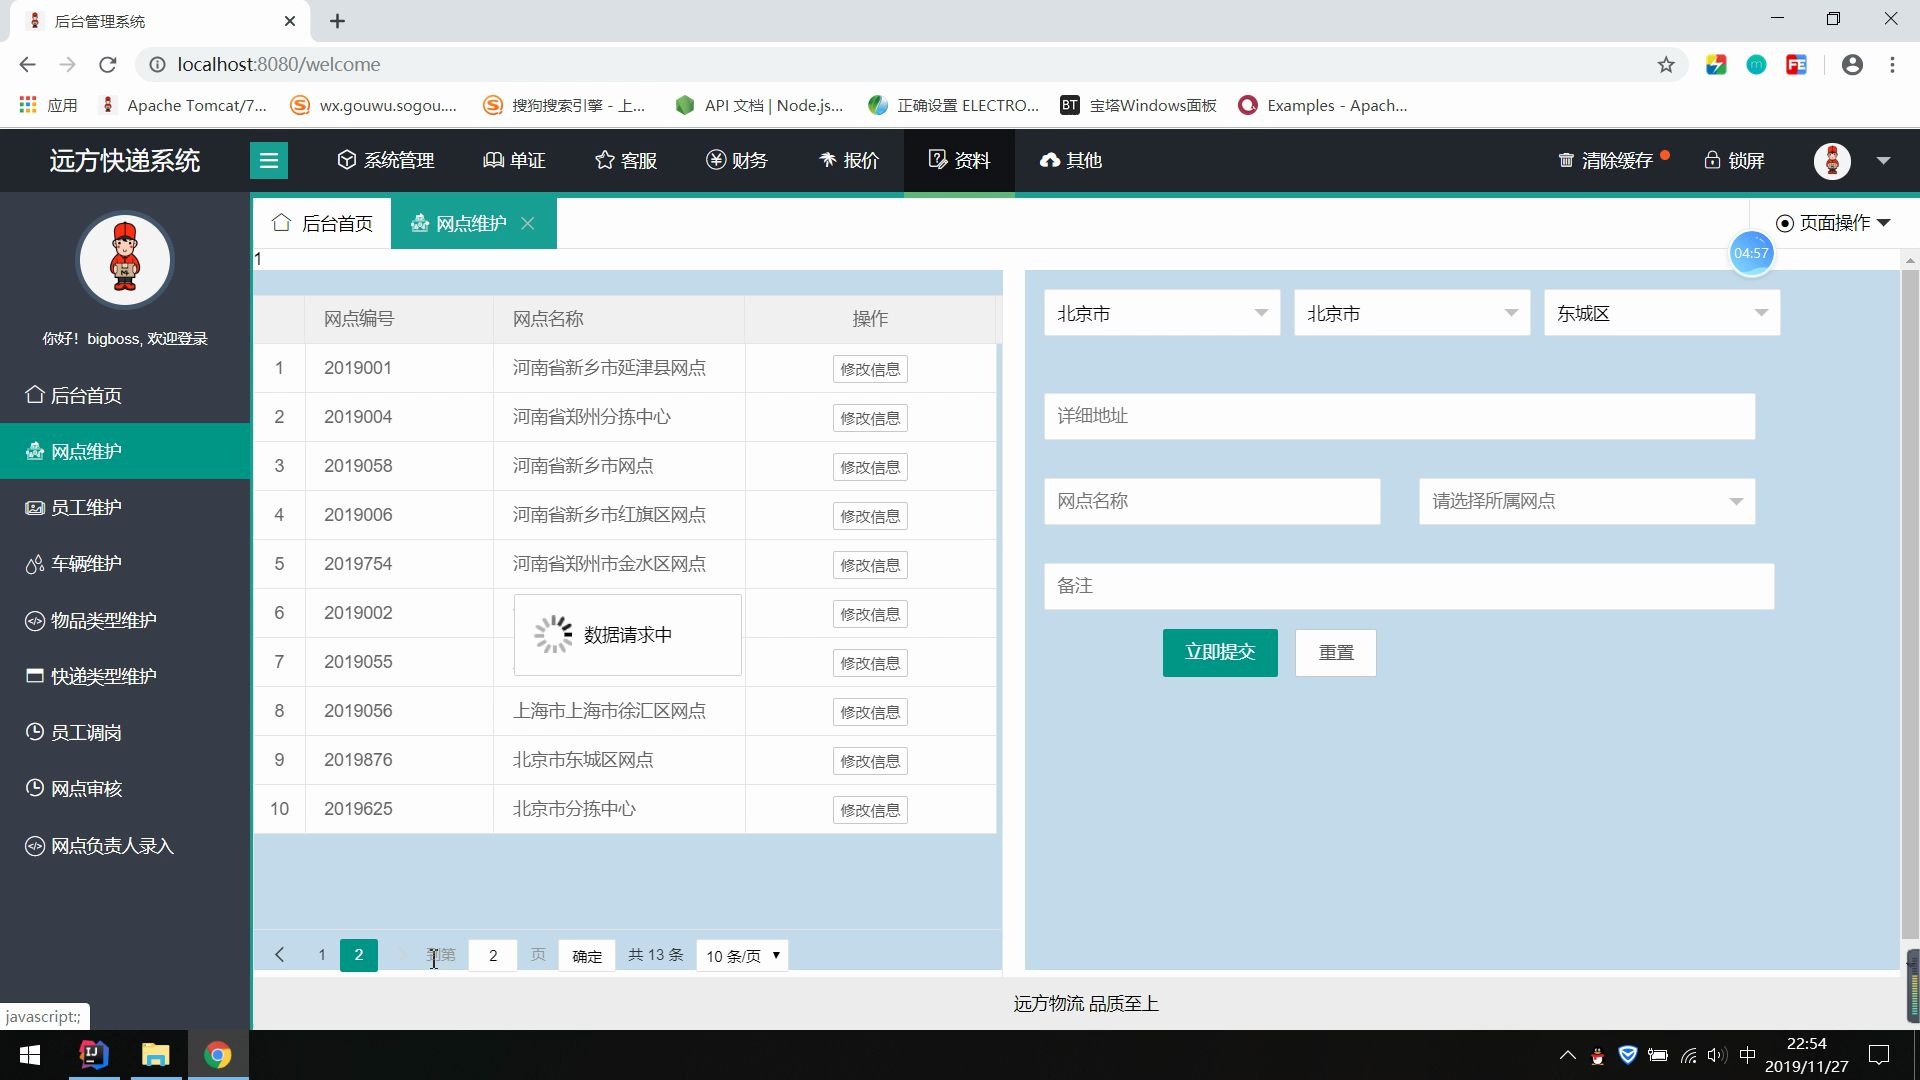 后台管理系统
localhost:8080/welcome
应用
Apache Tomcat/7...
wx.gouwu.sogou....
搜狗搜索引擎 - 上...
API 文档 | Node.js...
正确设置 ELECTRO...
BT 宝塔Windows面板
Examples - Apach...
远方快递系统
系统管理
单证
客服
财务
报价
资料
其他
清除缓存
锁屏
后台首页
网点维护
页面操作
04:57
1
你好！bigboss, 欢迎登录
后台首页
网点维护
员工维护
车辆维护
物品类型维护
快递类型维护
员工调岗
网点审核
网点负责人录入
网点编号 网点名称 操作
1 2019001 河南省新乡市延津县网点 修改信息
2 2019004 河南省郑州分拣中心 修改信息
3 2019058 河南省新乡市网点 修改信息
4 2019006 河南省新乡市红旗区网点 修改信息
5 2019754 河南省郑州市金水区网点 修改信息
6 2019002 修改信息
数据请求中
7 2019055 修改信息
8 2019056 上海市上海市徐汇区网点 修改信息
9 2019876 北京市东城区网点 修改信息
10 2019625 北京市分拣中心 修改信息
1 2 到第 2 页 确定 共 13 条 10 条/页
北京市 北京市 东城区
详细地址
网点名称 请选择所属网点
备注
立即提交 重置
远方物流 品质至上
javascript:;
中
22:54
2019/11/27